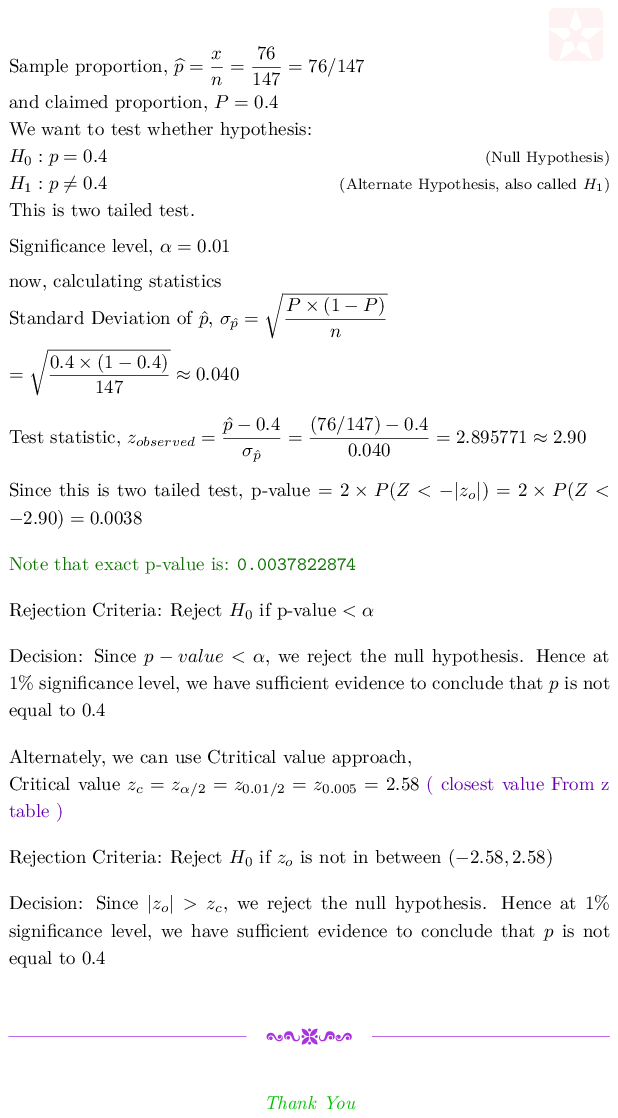 Sample proportion, $\widehat{p} = \frac{x}{n} = \frac{76}{147} = 76/147$
and claimed proportion, $P = 0.4$
We want to test whether hypothesis:
$H_0 : p = 0.4$ (Null Hypothesis)
$H_1 : p \neq 0.4$ (Alternate Hypothesis, also called $H_1$)
This is two tailed test.
Significance level, $\alpha = 0.01$
now, calculating statistics
Standard Deviation of $\hat{p}$, $\sigma_{\hat{p}} = \sqrt{\frac{P \times (1 - P)}{n}}$
$= \sqrt{\frac{0.4 \times (1 - 0.4)}{147}} \approx 0.040$
Test statistic, $z_{observed} = \frac{\hat{p} - 0.4}{\sigma_{\hat{p}}} = \frac{(76/147) - 0.4}{0.040} = 2.895771 \approx 2.90$
Since this is two tailed test, p-value $= 2 \times P(Z < -|z_o|) = 2 \times P(Z <$
$-2.90) = 0.0038$
Note that exact p-value is: 0.0037822874
Rejection Criteria: Reject $H_0$ if p-value $< \alpha$
Decision: Since $p - value < \alpha$, we reject the null hypothesis. Hence at
1% significance level, we have sufficient evidence to conclude that $p$ is not
equal to 0.4
Alternately, we can use Ctritical value approach,
Critical value $z_c = z_{\alpha/2} = z_{0.01/2} = z_{0.005} = 2.58$ ( closest value From z
table )
Rejection Criteria: Reject $H_0$ if $z_o$ is not in between $(-2.58, 2.58)$
Decision: Since $|z_o| > z_c$, we reject the null hypothesis. Hence at 1%
significance level, we have sufficient evidence to conclude that $p$ is not
equal to 0.4
Thank You